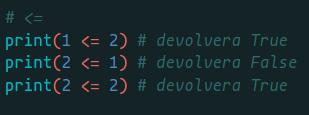 # <=
print(1 <= 2) # devolvera True
print(2 <= 1) # devolvera False
print(2 <= 2) # devolvera True